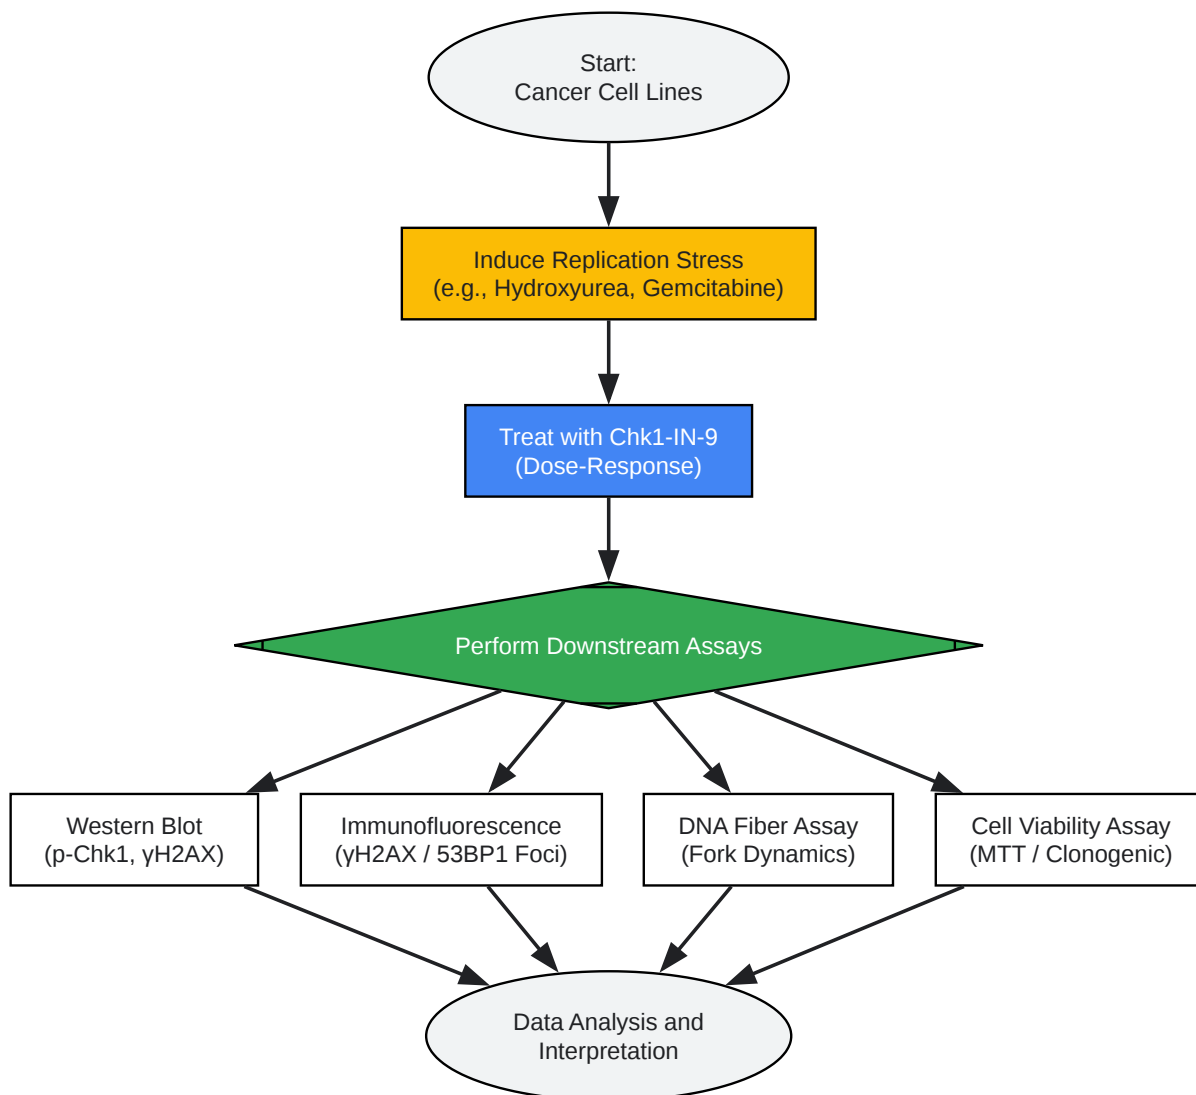 Start:
Cancer Cell Lines
Induce Replication Stress
(e.g., Hydroxyurea, Gemcitabine)
Treat with Chk1-IN-9
(Dose-Response)
Perform Downstream Assays
Western Blot
(p-Chk1, γH2AX)
Immunofluorescence
(γH2AX / 53BP1 Foci)
DNA Fiber Assay
(Fork Dynamics)
Cell Viability Assay
(MTT / Clonogenic)
Data Analysis and
Interpretation